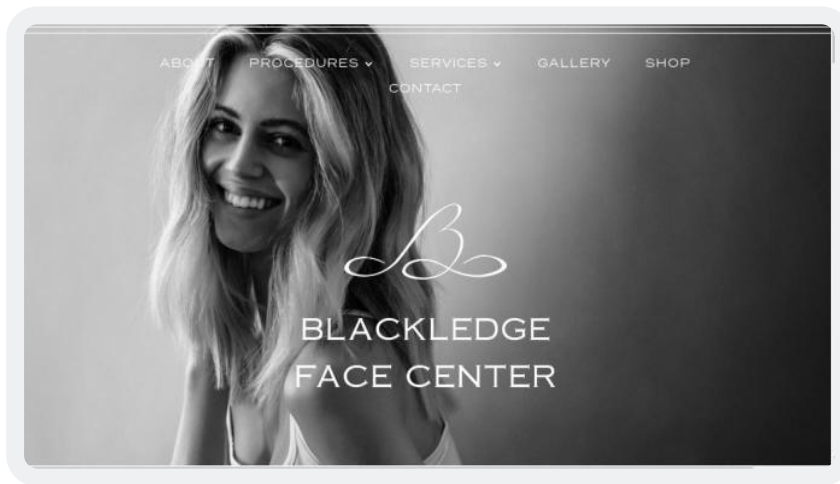 ABOUT PROCEDURES SERVICES GALLERY SHOP
CONTACT
BLACKLEDGE
FACE CENTER